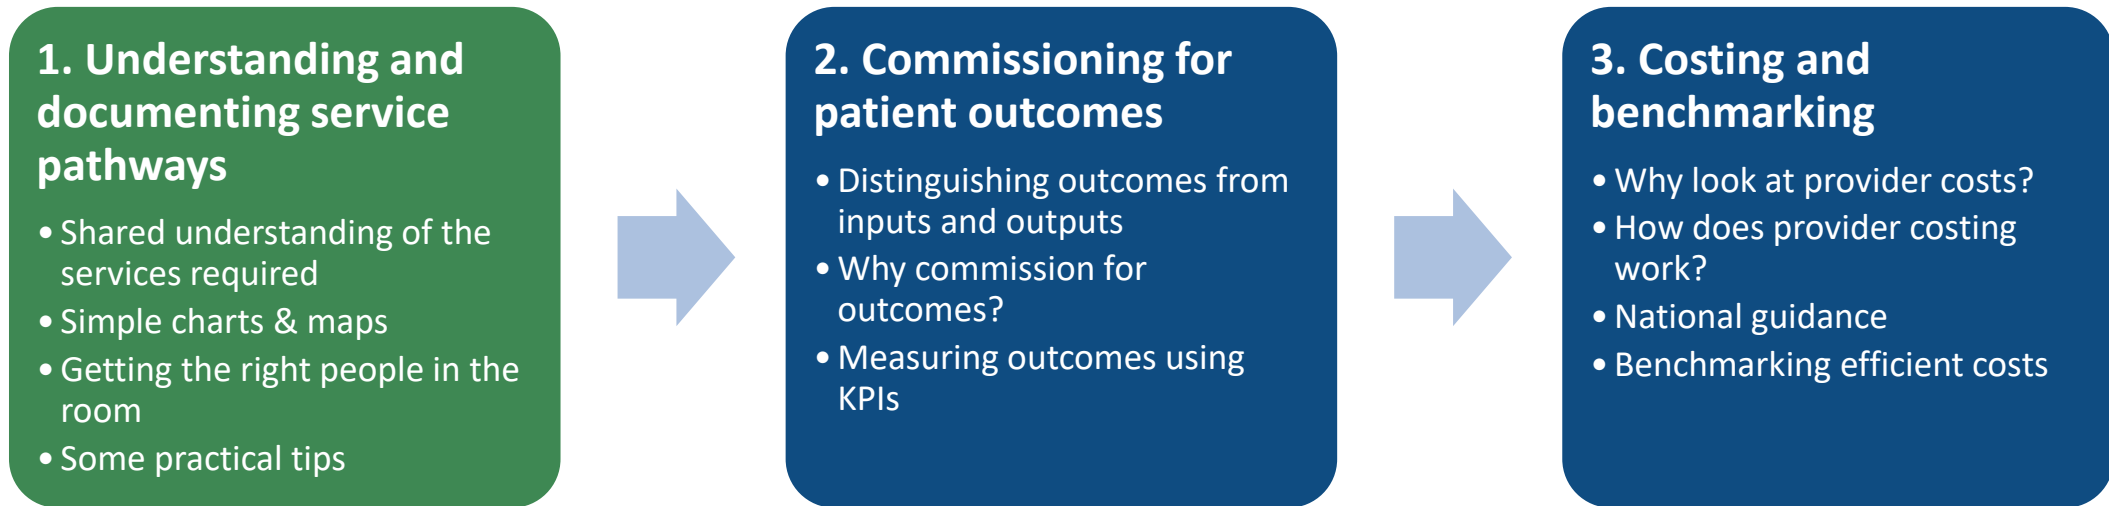 1. Understanding and
documenting service
pathways
• Shared understanding of the
services required
• Simple charts & maps
• Getting the right people in the
room
• Some practical tips
2. Commissioning for
patient outcomes
• Distinguishing outcomes from
inputs and outputs
• Why commission for
outcomes?
• Measuring outcomes using
KPIs
3. Costing and
benchmarking
• Why look at provider costs?
• How does provider costing
work?
• National guidance
• Benchmarking efficient costs